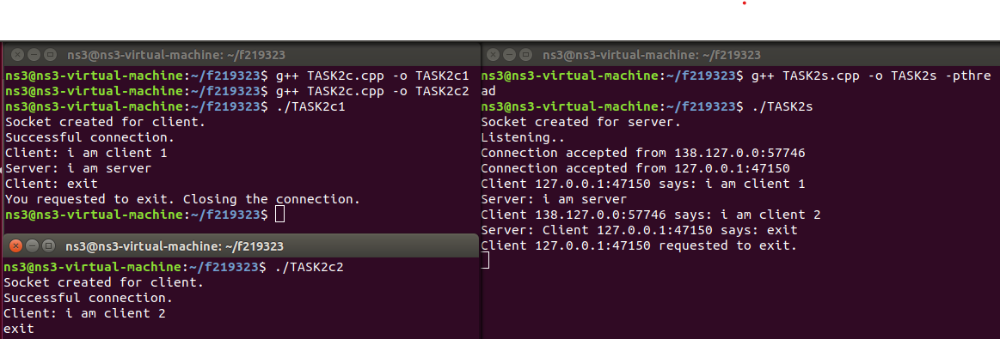 ns3@ns3-virtual-machine: ~/f219323
ns3@ns3-virtual-machine:~/f219323$ g++ TASK2c.cpp -o TASK2c1
ns3@ns3-virtual-machine:~/f219323$ g++ TASK2c.cpp -o TASK2c2
ns3@ns3-virtual-machine:~/f219323$ ./TASK2c1
Socket created for client.
Successful connection.
Client: i am client 1
Server: i am server
Client: exit
You requested to exit. Closing the connection.
ns3@ns3-virtual-machine:~/f219323$
ns3@ns3-virtual-machine: ~/f219323
ns3@ns3-virtual-machine:~/f219323$ ./TASK2c2
Socket created for client.
Successful connection.
Client: i am client 2
exit
ns3@ns3-virtual-machine: ~/f219323
ns3@ns3-virtual-machine:~/f219323$ g++ TASK2s.cpp -o TASK2s -pthre
ad
ns3@ns3-virtual-machine:~/f219323$ ./TASK2s
Socket created for server.
Listening..
Connection accepted from 138.127.0.0:57746
Connection accepted from 127.0.0.1:47150
Client 127.0.0.1:47150 says: i am client 1
Server: i am server
Client 138.127.0.0:57746 says: i am client 2
Server: Client 127.0.0.1:47150 says: exit
Client 127.0.0.1:47150 requested to exit.